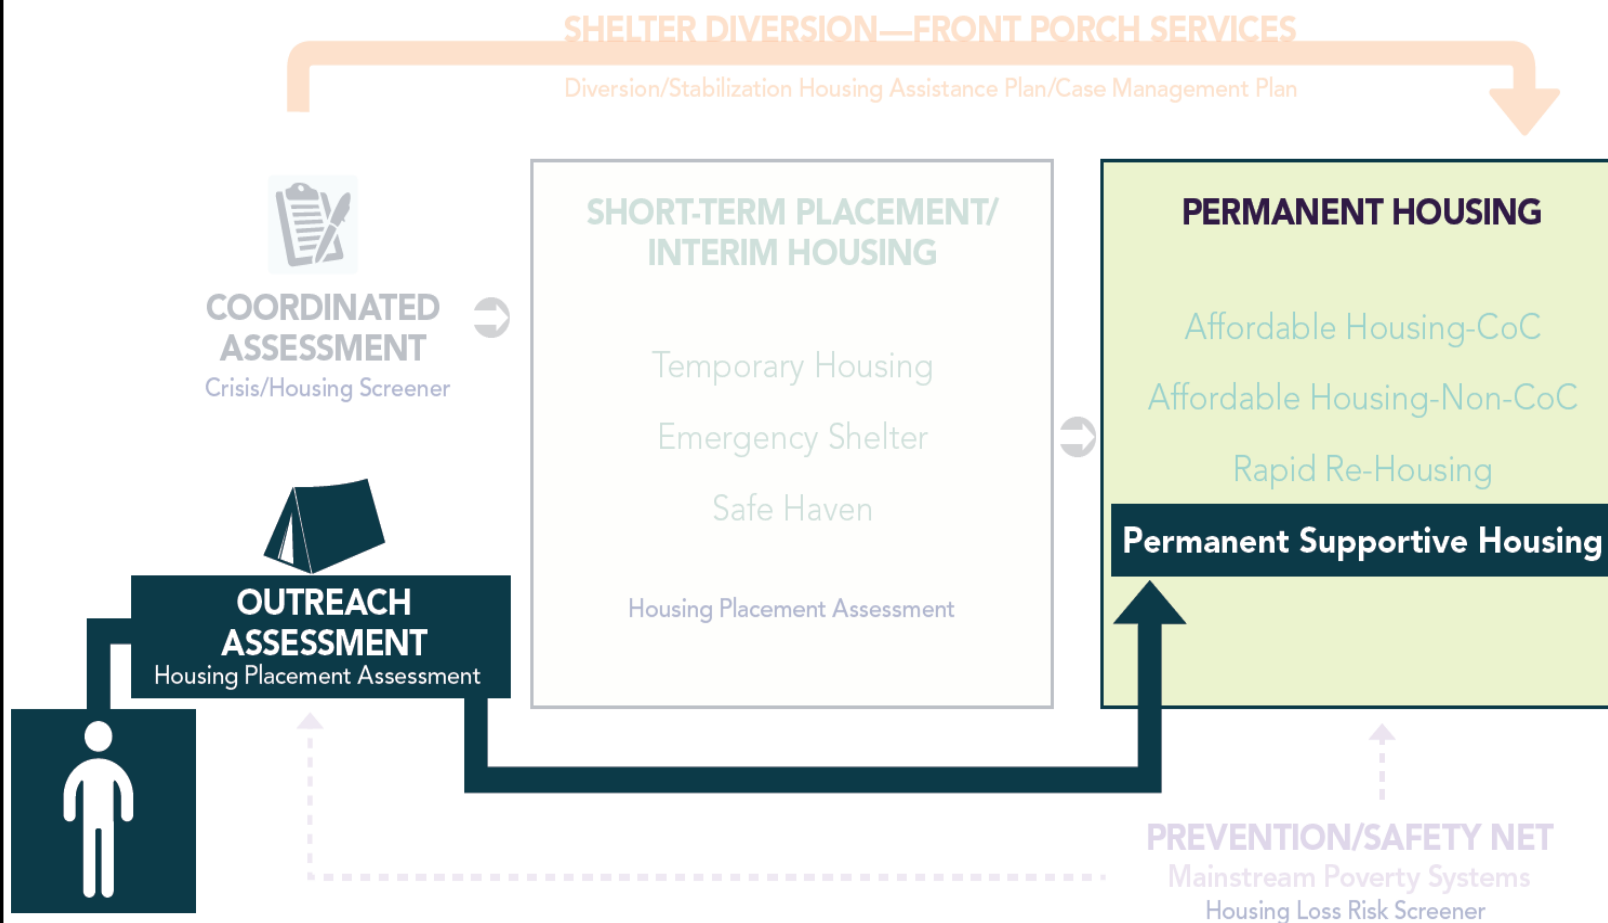 SHELTER DIVERSION—FRONT PORCH SERVICES
Diversion/Stabilization Housing Assistance Plan/Case Management Plan
COORDINATED
ASSESSMENT
Crisis/Housing Screener
SHORT-TERM PLACEMENT/
INTERIM HOUSING
Temporary Housing
Emergency Shelter
Safe Haven
Housing Placement Assessment
PERMANENT HOUSING
Affordable Housing-CoC
Affordable Housing-Non-CoC
Rapid Re-Housing
Permanent Supportive Housing
OUTREACH
ASSESSMENT
Housing Placement Assessment
PREVENTION/SAFETY NET
Mainstream Poverty Systems
Housing Loss Risk Screener